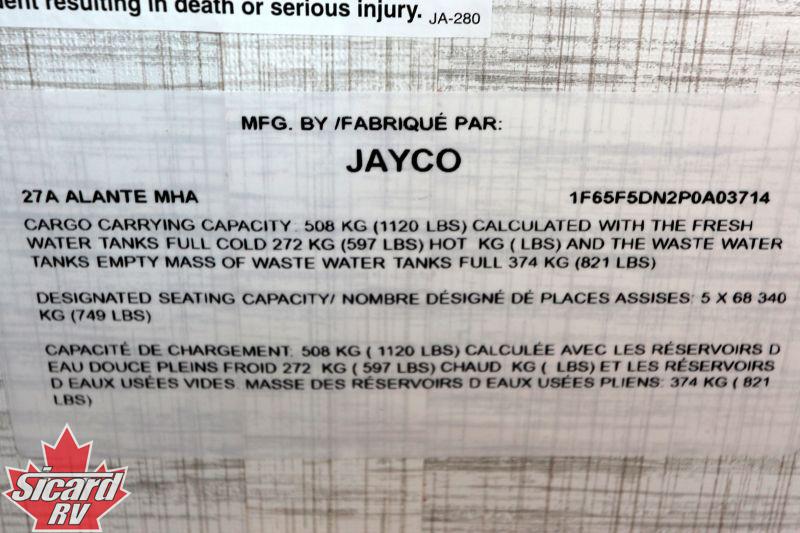 resulting in death or serious injury. JA-280
MFG. BY /FABRIQUÉ PAR:
JAYCO
27A ALANTE MHA 1F65F5DN2P0A03714
CARGO CARRYING CAPACITY: 508 KG (1120 LBS) CALCULATED WITH THE FRESH
WATER TANKS FULL COLD 272 KG (597 LBS) HOT KG ( LBS) AND THE WASTE WATER
TANKS EMPTY MASS OF WASTE WATER TANKS FULL 374 KG (821 LBS)
DESIGNATED SEATING CAPACITY/ NOMBRE DÉSIGNÉ DÉ PLACES ASSISES: 5 X 68 340
KG (749 LBS)
CAPACITÉ DE CHARGEMENT: 508 KG ( 1120 LBS) CALCULÉE AVEC LES RÉSERVOIRS D
EAU DOUCE PLEINS FROID 272 KG ( 597 LBS) CHAUD KG ( LBS) ET LES RÉSERVOIRS
D EAUX USÉES VIDES. MASSE DES RÉSERVOIRS D EAUX USÉES PLIENS: 374 KG ( 821
LBS)
Sicard
RV